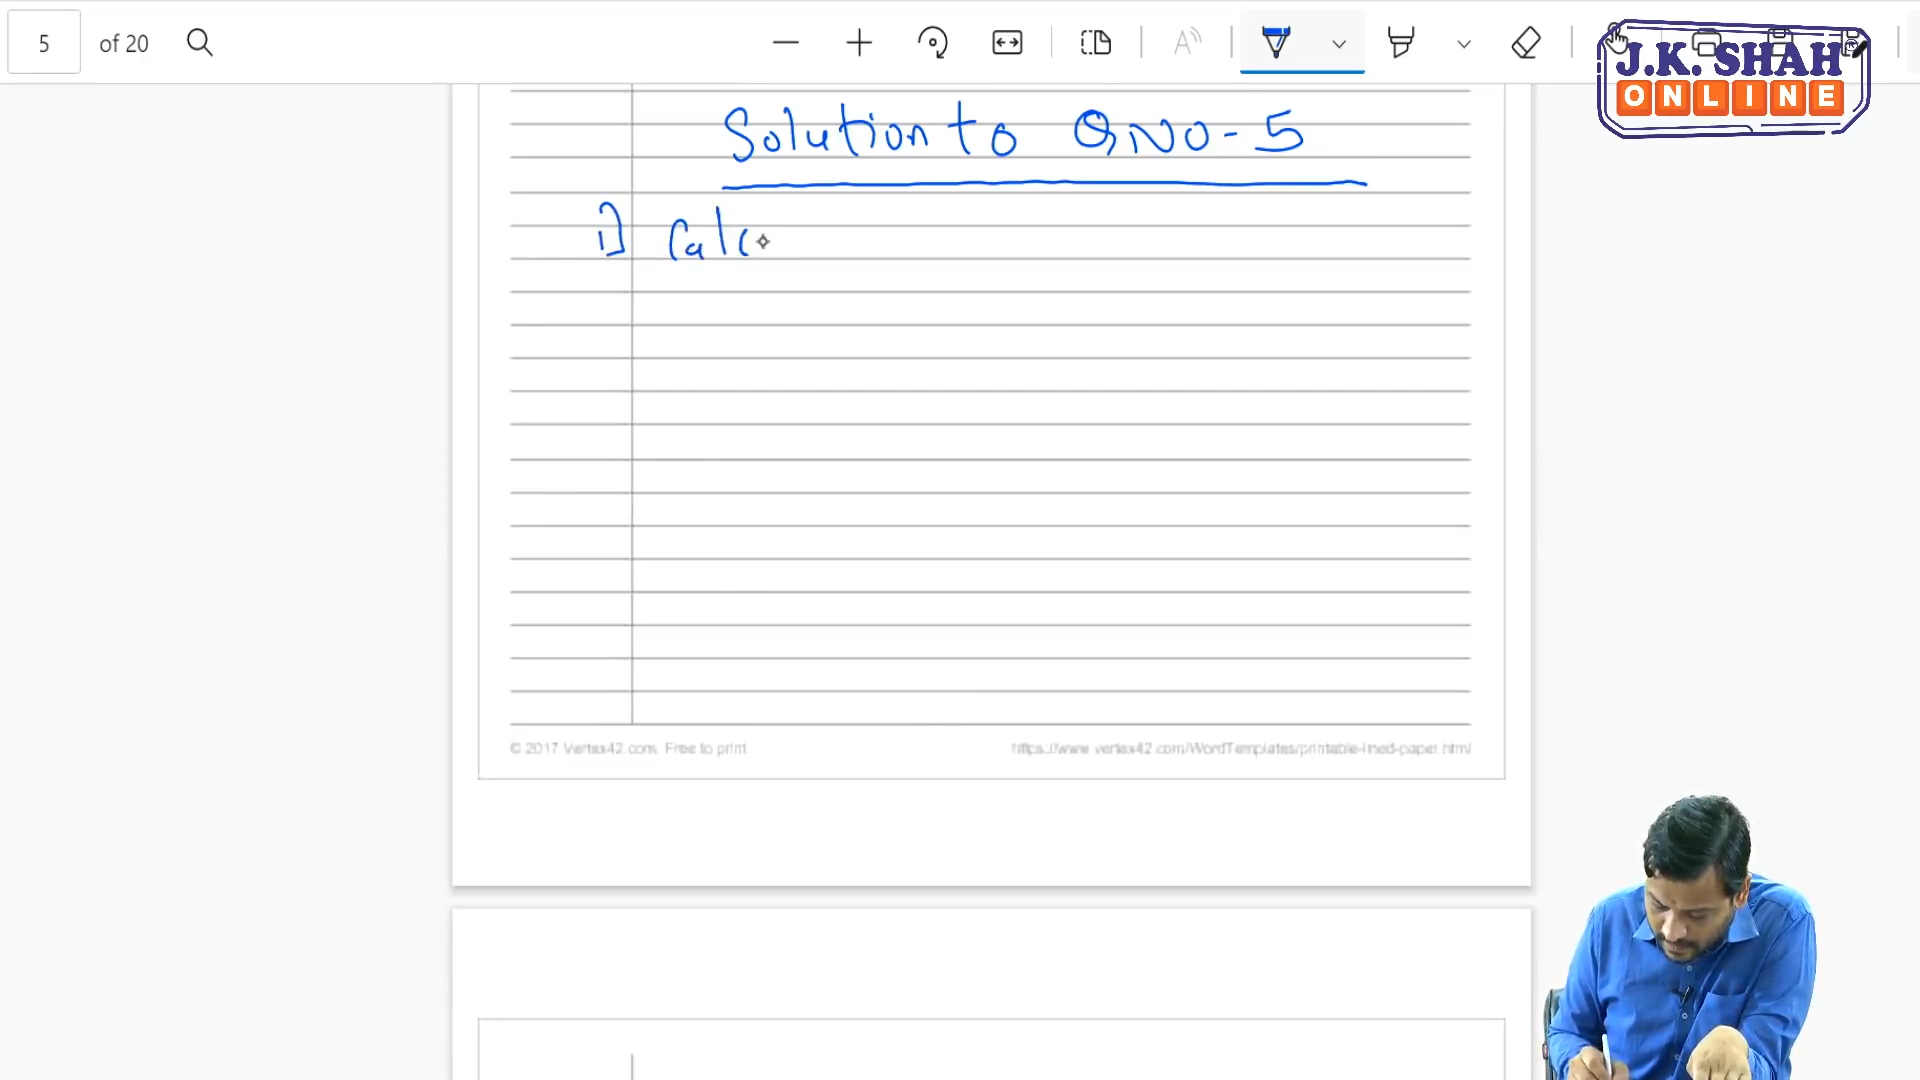 5 of 20
J.K. SHAH
ONLINE
Solution to QNO-5
1] Calc
© 2017 Vertex42.com. Free to print
https://www.vertex42.com/WordTemplates/printable-lined-paper.html